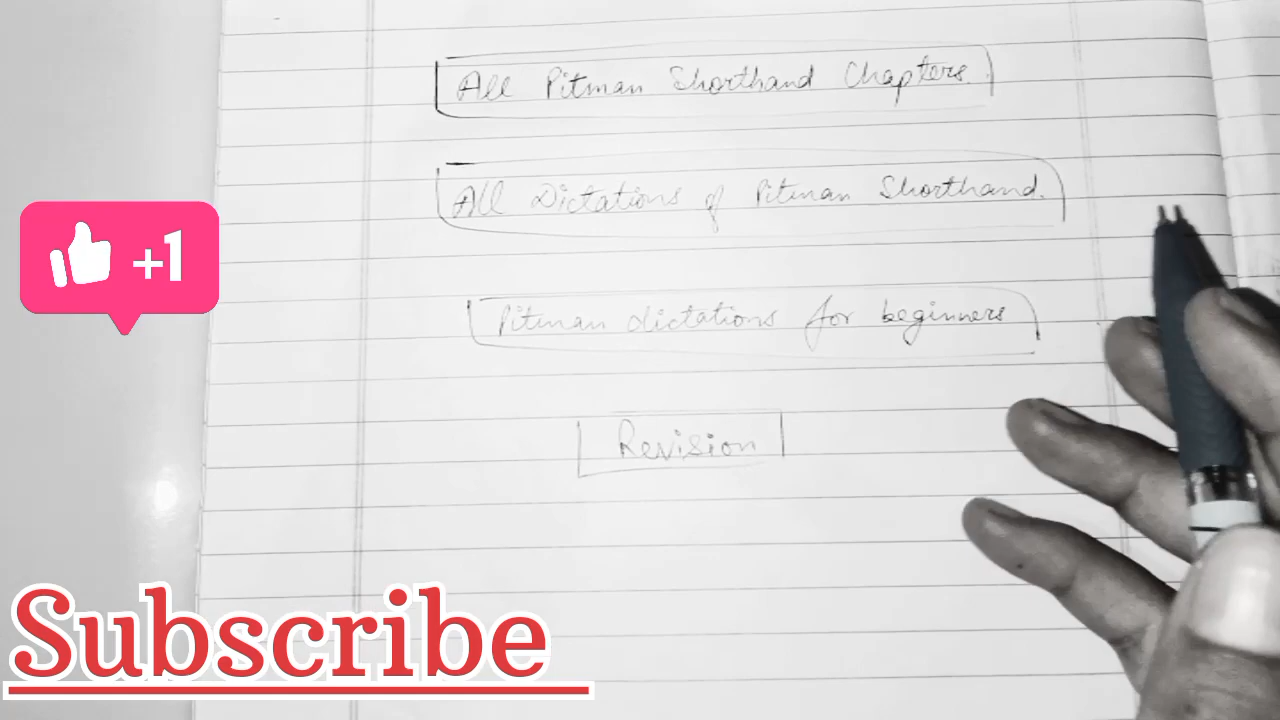 All Pitman Shorthand Chapters.
All Dictations of Pitman Shorthand.
+1
Pitman dictations for beginners
Revision
Subscribe